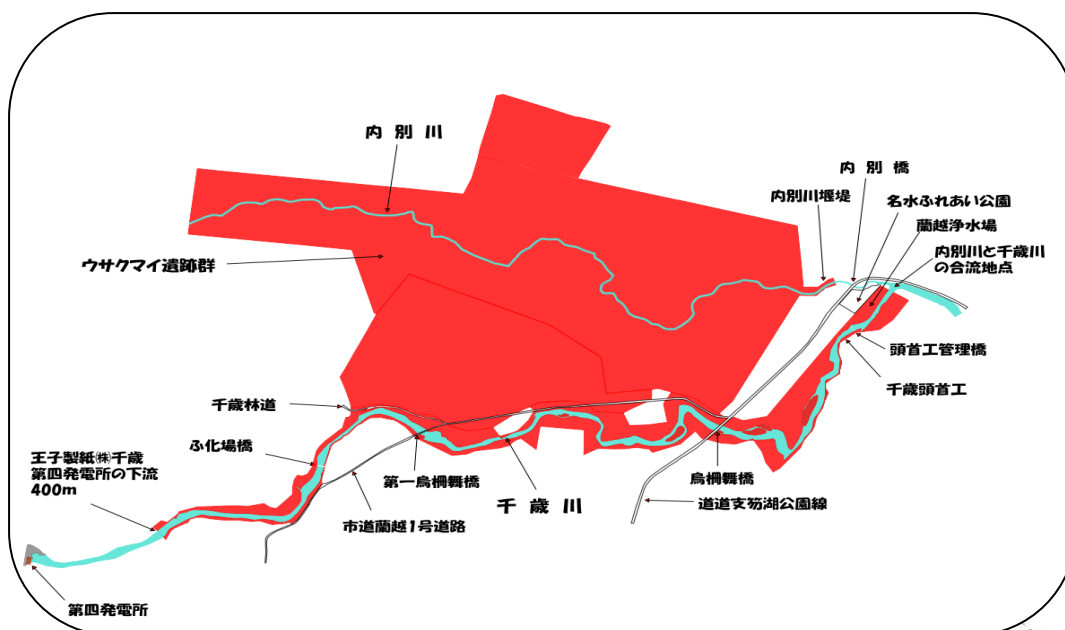 内別川
内別橋
内別川堰堤
名水ふれあい公園
蘭越浄水場
内別川と千歳川
の合流地点
ウサクマイ遺跡群
頭首工管理橋
千歳頭首工
千歳林道
ふ化場橋
王子製紙㈱千歳
第四発電所の下流
400m
第一烏柵舞橋
千歳川
烏柵舞橋
道道支笏湖公園線
市道蘭越1号道路
第四発電所